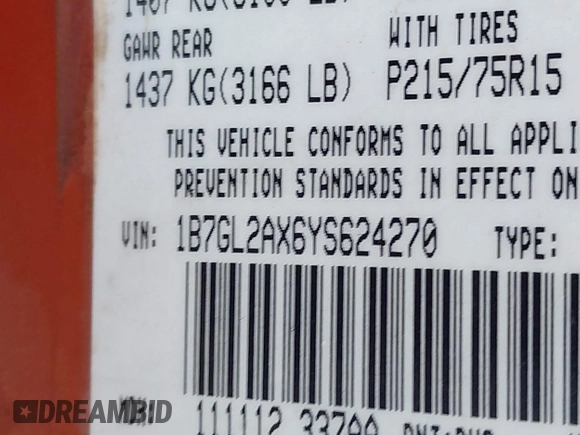 GAWR REAR
WITH TIRES
1437 KG(3166 LB) P215/75R15
THIS VEHICLE CONFORMS TO ALL APPLI
PREVENTION STANDARDS IN EFFECT ON
VIN: 1B7GL2AX6YS624270 TYPE:
111112
DREAMBID